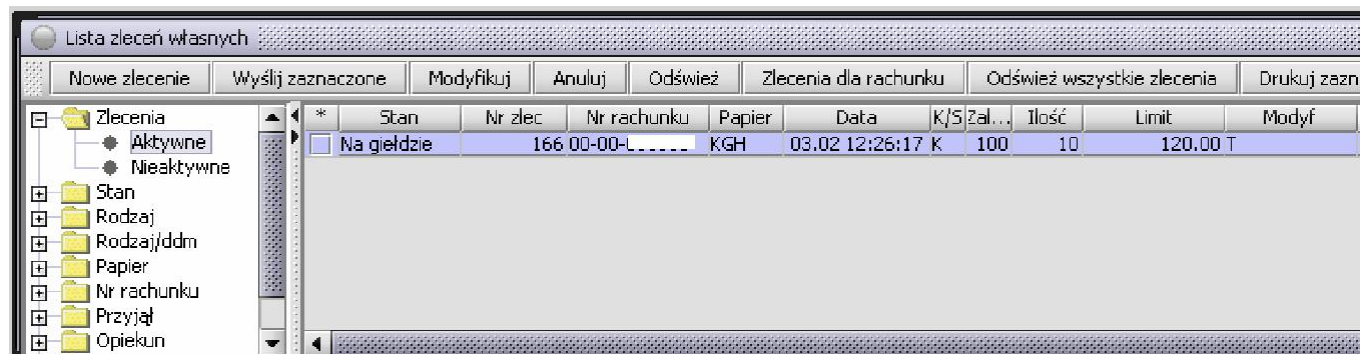 Lista zleceń własnych
Nowe zlecenie Wyślij zaznaczone Modyfikuj Anuluj Odśwież Zlecenia dla rachunku Odśwież wszystkie zlecenia Drukuj zazn
* Stan Nr zlec Nr rachunku Papier Data K/S Zal... Ilość Limit Modyf
Na giełdzie 166 00-00- KGH 03.02 12:26:17 K 100 10 120.00 T
Zlecenia
Aktywne
Nieaktywne
Stan
Rodzaj
Rodzaj/ddm
Papier
Nr rachunku
Przyjął
Opiekun